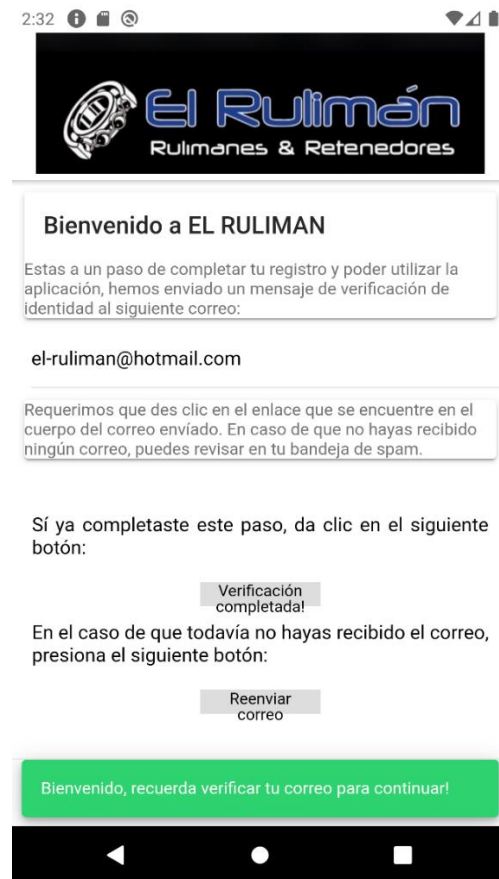 2:32
El Rulimán
Rulimanes & Retenedores
Bienvenido a EL RULIMAN
Estas a un paso de completar tu registro y poder utilizar la
aplicación, hemos enviado un mensaje de verificación de
identidad al siguiente correo:
el-ruliman@hotmail.com
Requerimos que des clic en el enlace que se encuentre en el
cuerpo del correo envíado. En caso de que no hayas recibido
ningún correo, puedes revisar en tu bandeja de spam.
Sí ya completaste este paso, da clic en el siguiente
botón:
Verificación
completada!
En el caso de que todavía no hayas recibido el correo,
presiona el siguiente botón:
Reenviar
correo
Bienvenido, recuerda verificar tu correo para continuar!